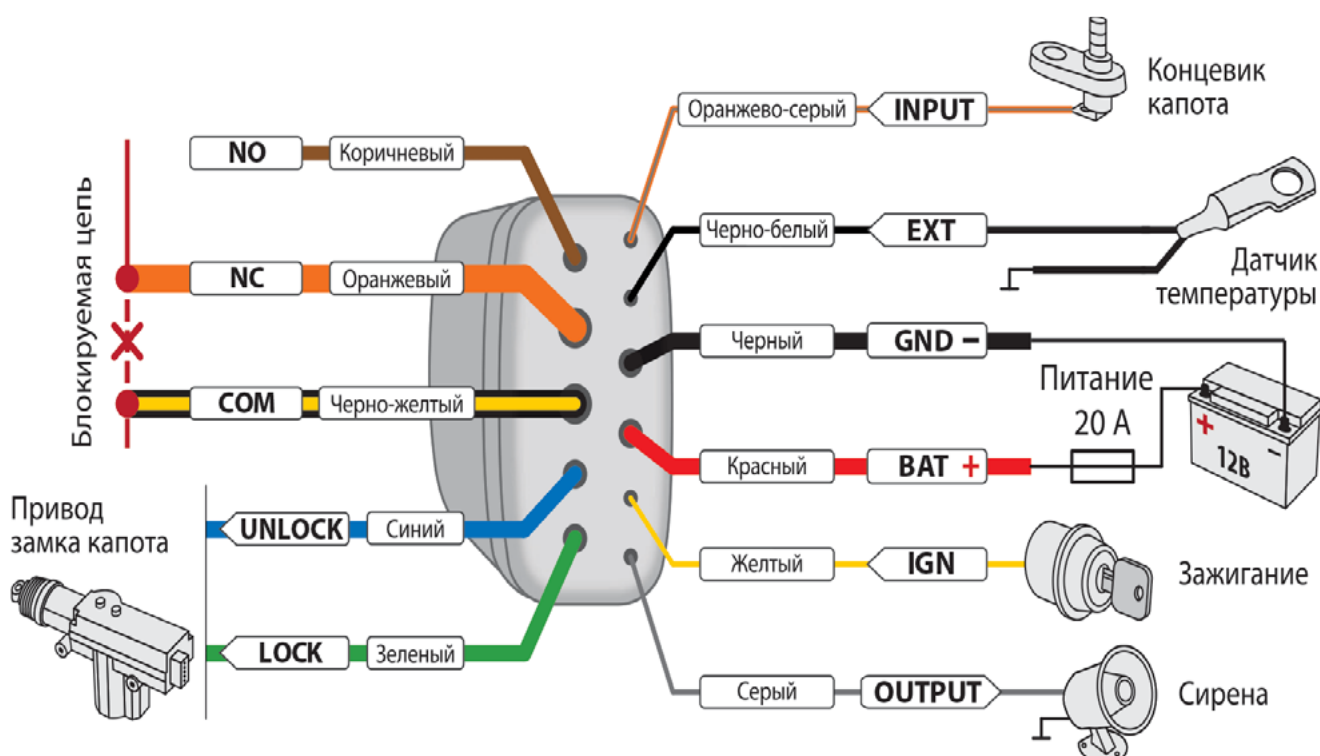 Блокируемая цепь
NO
Коричневый
NC
Оранжевый
COM
Черно-желтый
Привод
замка капота
UNLOCK
Синий
LOCK
Зеленый
Оранжево-серый
INPUT
Концевик
капота
Черно-белый
EXT
Датчик
температуры
Черный
GND –
Питание
20 А
Красный
BAT +
+
–
12В
Желтый
IGN
Зажигание
Серый
OUTPUT
Сирена